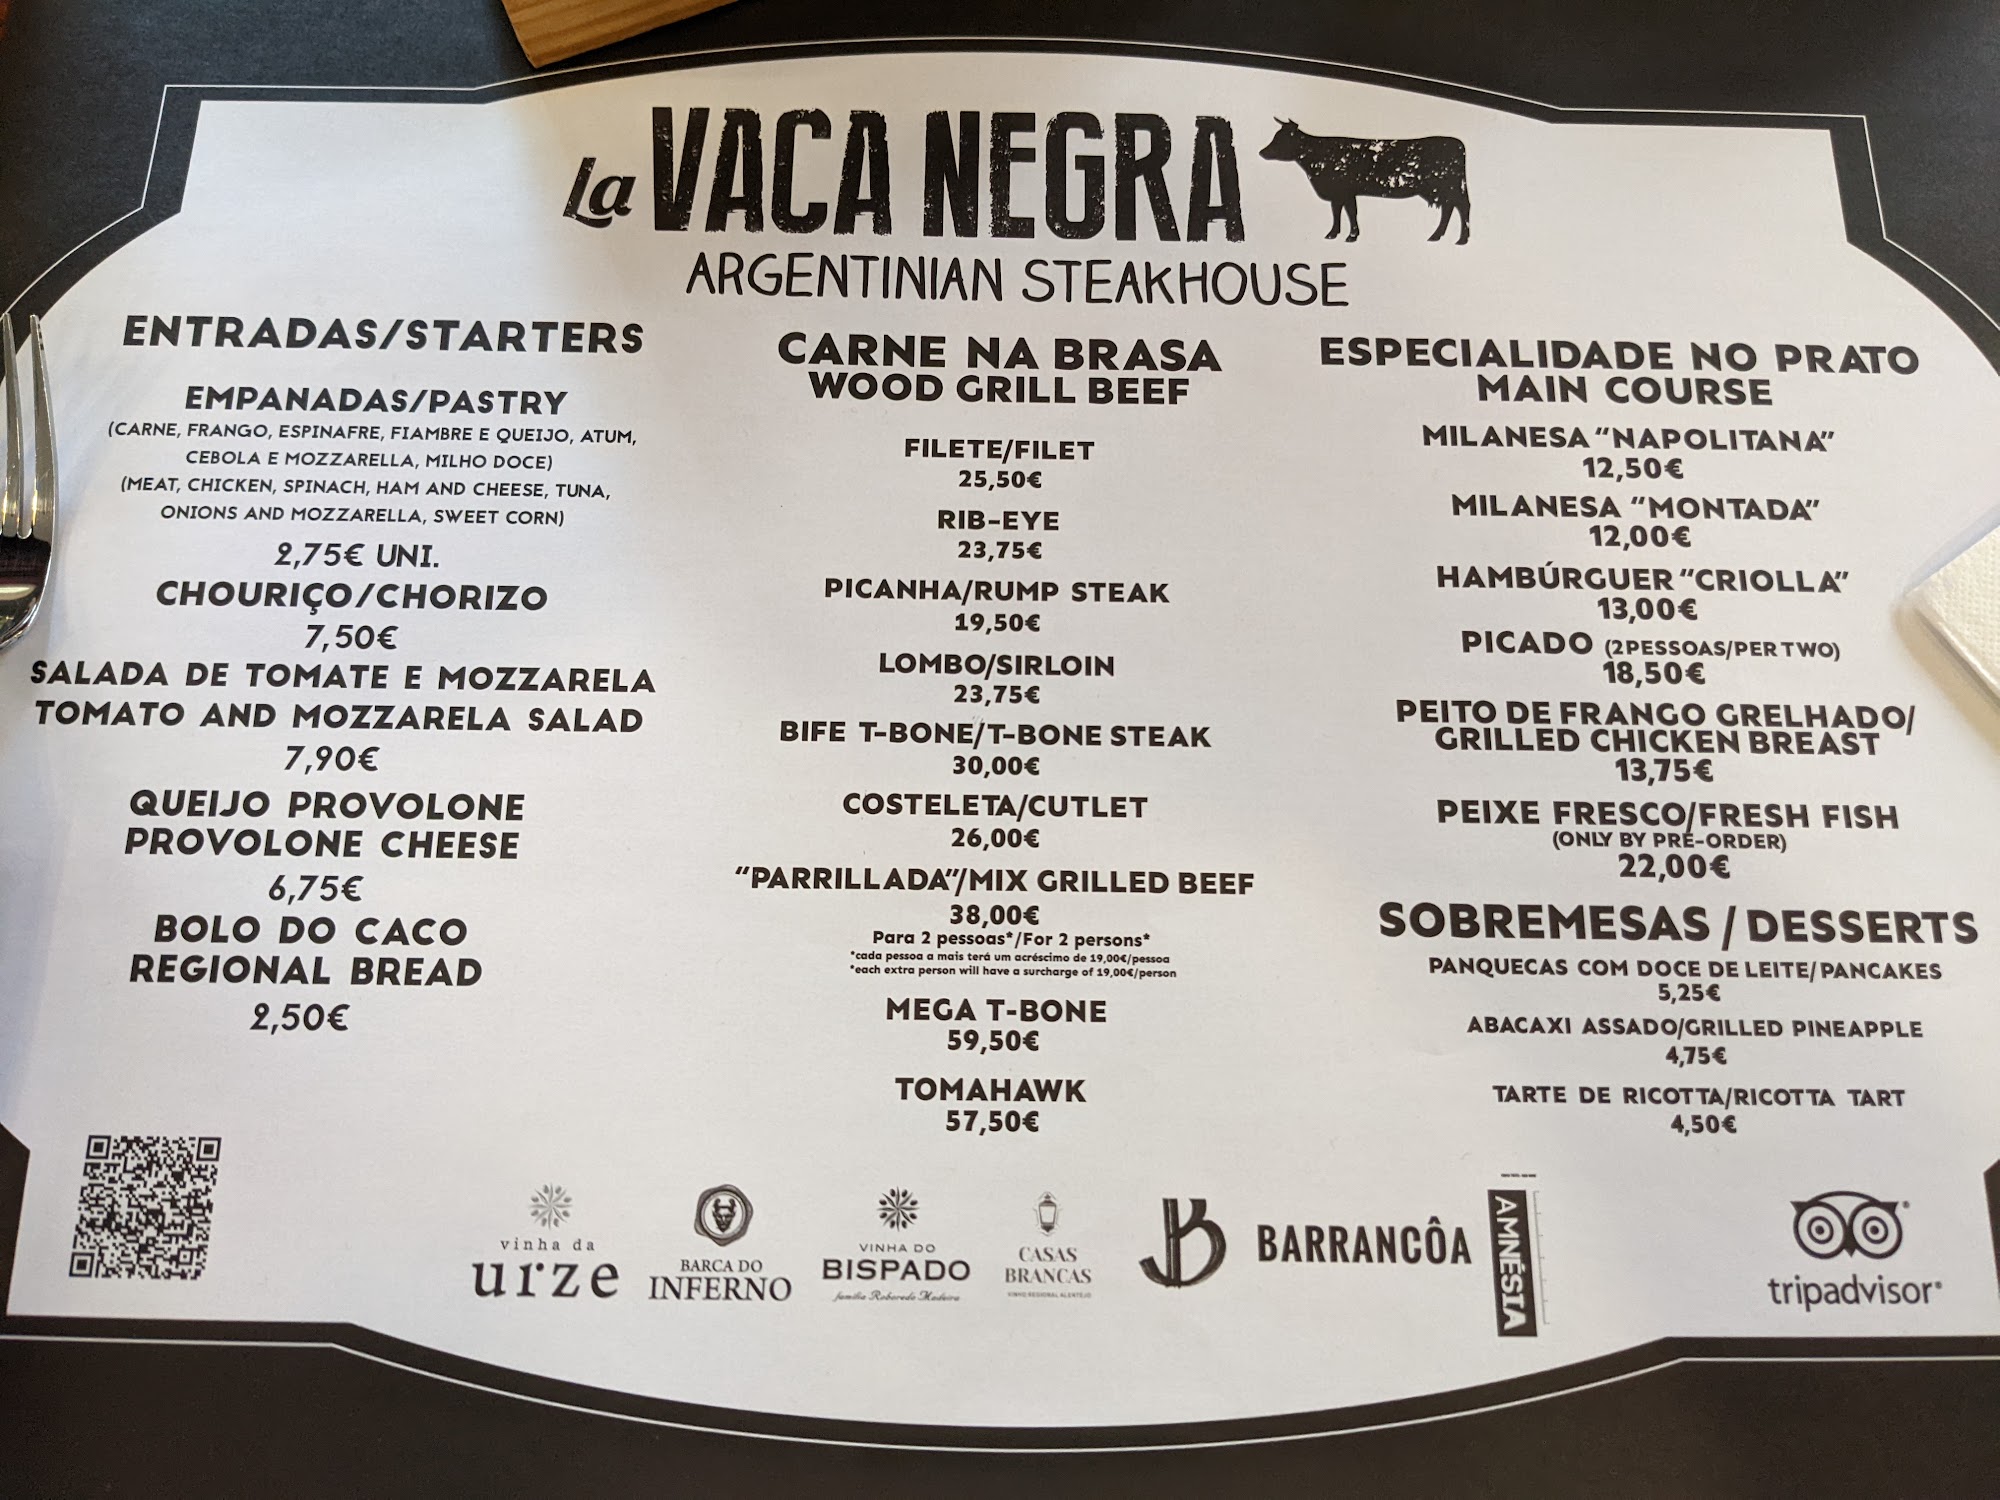 La VACA NEGRA
ARGENTINIAN STEAKHOUSE
ENTRADAS/STARTERS
EMPANADAS/PASTRY
(CARNE, FRANGO, ESPINAFRE, FIAMBRE E QUEIJO, ATUM,
CEBOLA E MOZZARELLA, MILHO DOCE)
(MEAT, CHICKEN, SPINACH, HAM AND CHEESE, TUNA,
ONIONS AND MOZZARELLA, SWEET CORN)
2,75€ UNI.
CHOURIÇO/CHORIZO
7,50€
SALADA DE TOMATE E MOZZARELA
TOMATO AND MOZZARELA SALAD
7,90€
QUEIJO PROVOLONE
PROVOLONE CHEESE
6,75€
BOLO DO CACO
REGIONAL BREAD
2,50€
CARNE NA BRASA
WOOD GRILL BEEF
FILETE/FILET
25,50€
RIB-EYE
23,75€
PICANHA/RUMP STEAK
19,50€
LOMBO/SIRLOIN
23,75€
BIFE T-BONE/T-BONE STEAK
30,00€
COSTELETA/CUTLET
26,00€
"PARRILLADA"/MIX GRILLED BEEF
38,00€
Para 2 pessoas*/For 2 persons*
*cada pessoa a mais terá um acréscimo de 19,00€/pessoa
*each extra person will have a surcharge of 19,00€/person
MEGA T-BONE
59,50€
TOMAHAWK
57,50€
ESPECIALIDADE NO PRATO
MAIN COURSE
MILANESA "NAPOLITANA"
12,50€
MILANESA "MONTADA"
12,00€
HAMBÚRGUER "CRIOLLA"
13,00€
PICADO (2PESSOAS/PER TWO)
18,50€
PEITO DE FRANGO GRELHADO/
GRILLED CHICKEN BREAST
13,75€
PEIXE FRESCO/FRESH FISH
(ONLY BY PRÉ-ORDER)
22,00€
SOBREMESAS / DESSERTS
PANQUECAS COM DOCE DE LEITE/PANCAKES
5,25€
ABACAXI ASSADO/GRILLED PINEAPPLE
4,75€
TARTE DE RICOTTA/RICOTTA TART
4,50€
vinha da
urze
BARCA DO
INFERNO
VINHA DO
BISPADO
família Roboredo Madeira
CASAS
BRANCAS
VINHO REGIONAL ALENTEJO
BARRANCÔA
AMNÉSTA
tripadvisor®